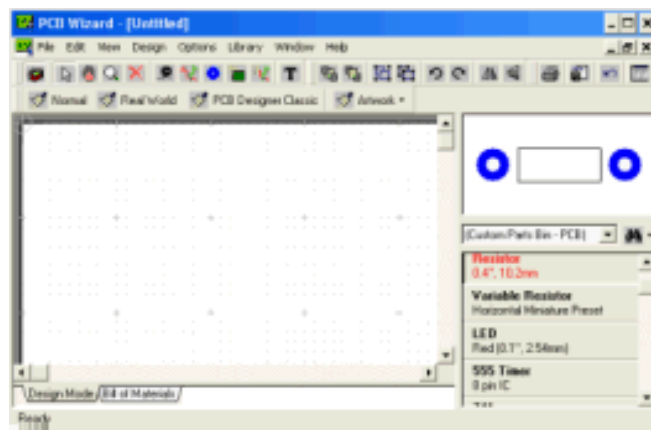 PCB Wizard - [Untitled]
File Edit View Design Options Library Window Help
T
Normal Real World PCB Designer Classic Artwork
(Custom Parts Bin - PCB)
Resistor
0.4", 10.2mm
Variable Resistor
Horizontal Miniature Preset
LED
Red (0.1", 2.54mm)
555 Timer
8 pin IC
Design Mode Bill of Materials
Ready